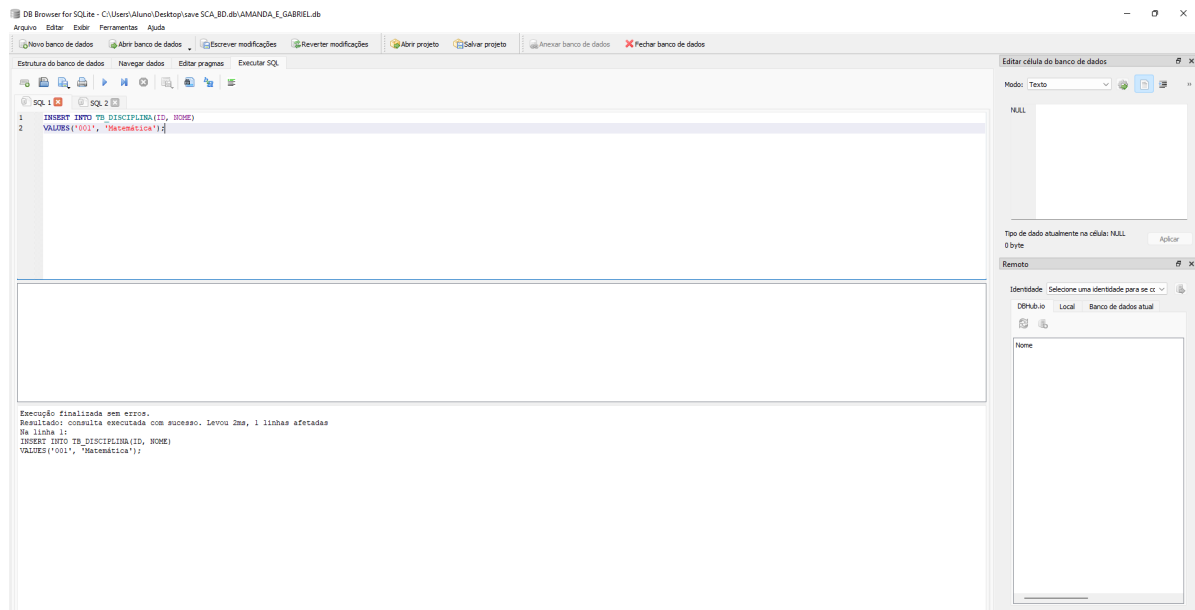 DB Browser for SQLite - C:\Users\Aluno\Desktop\save SCA_BD.db\AMANDA_E_GABRIEL.db
Arquivo Editar Exibir Ferramentas Ajuda
Novo banco de dados Abrir banco de dados Escrever modificações Reverter modificações Abrir projeto Salvar projeto Anexar banco de dados Fechar banco de dados
Estrutura do banco de dados Navegar dados Editar pragmas Executar SQL
SQL 1 SQL 2
1 INSERT INTO TB_DISCIPLINA(ID, NOME)
2 VALUES('001', 'Matemática');
Execução finalizada sem erros.
Resultado: consulta executada com sucesso. Levou 2ms, 1 linhas afetadas
Na linha 1:
INSERT INTO TB_DISCIPLINA(ID, NOME)
VALUES('001', 'Matemática');
Editar célula do banco de dados
Modo: Texto
NULL
Tipo de dado atualmente na célula: NULL
0 byte
Aplicar
Remoto
Identidade Selecione uma identidade para se cc
DBHub.io Local Banco de dados atual
Nome